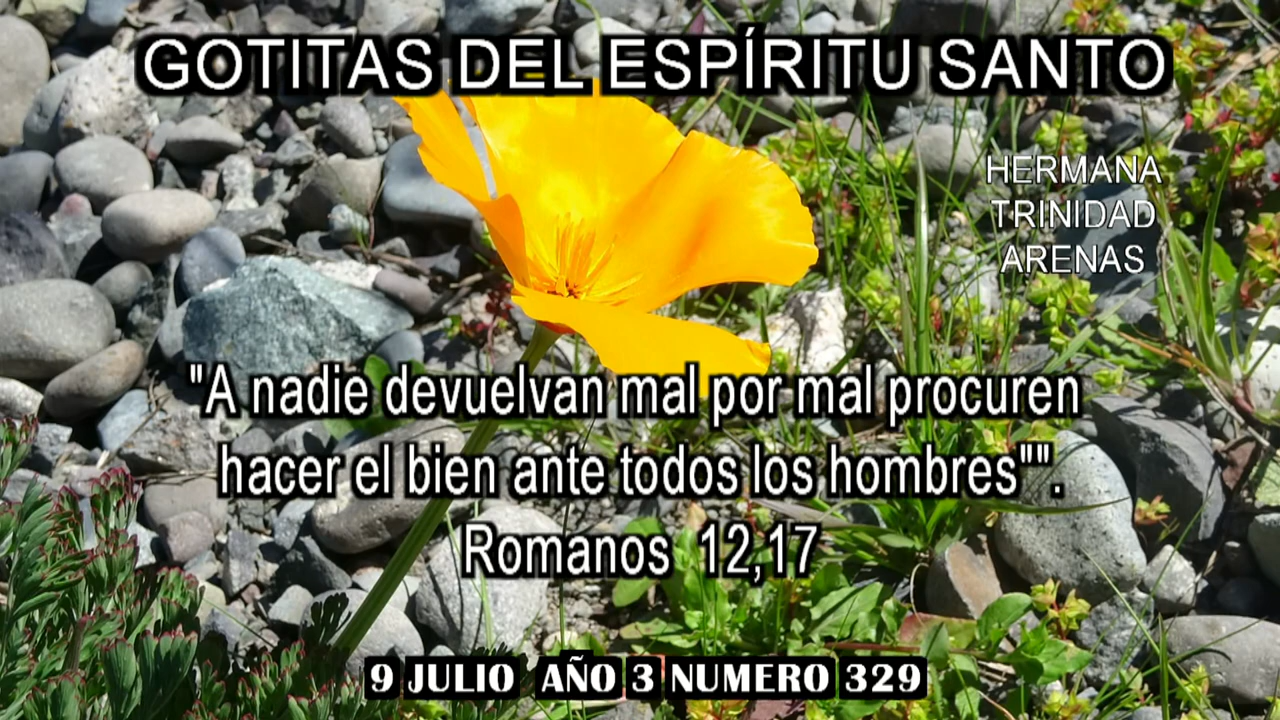 GOTITAS DEL ESPÍRITU SANTO
HERMANA
TRINIDAD
ARENAS
"A nadie devuelvan mal por mal procuren
hacer el bien ante todos los hombres"".
Romanos 12,17
9 JULIO AÑO 3 NUMERO 329